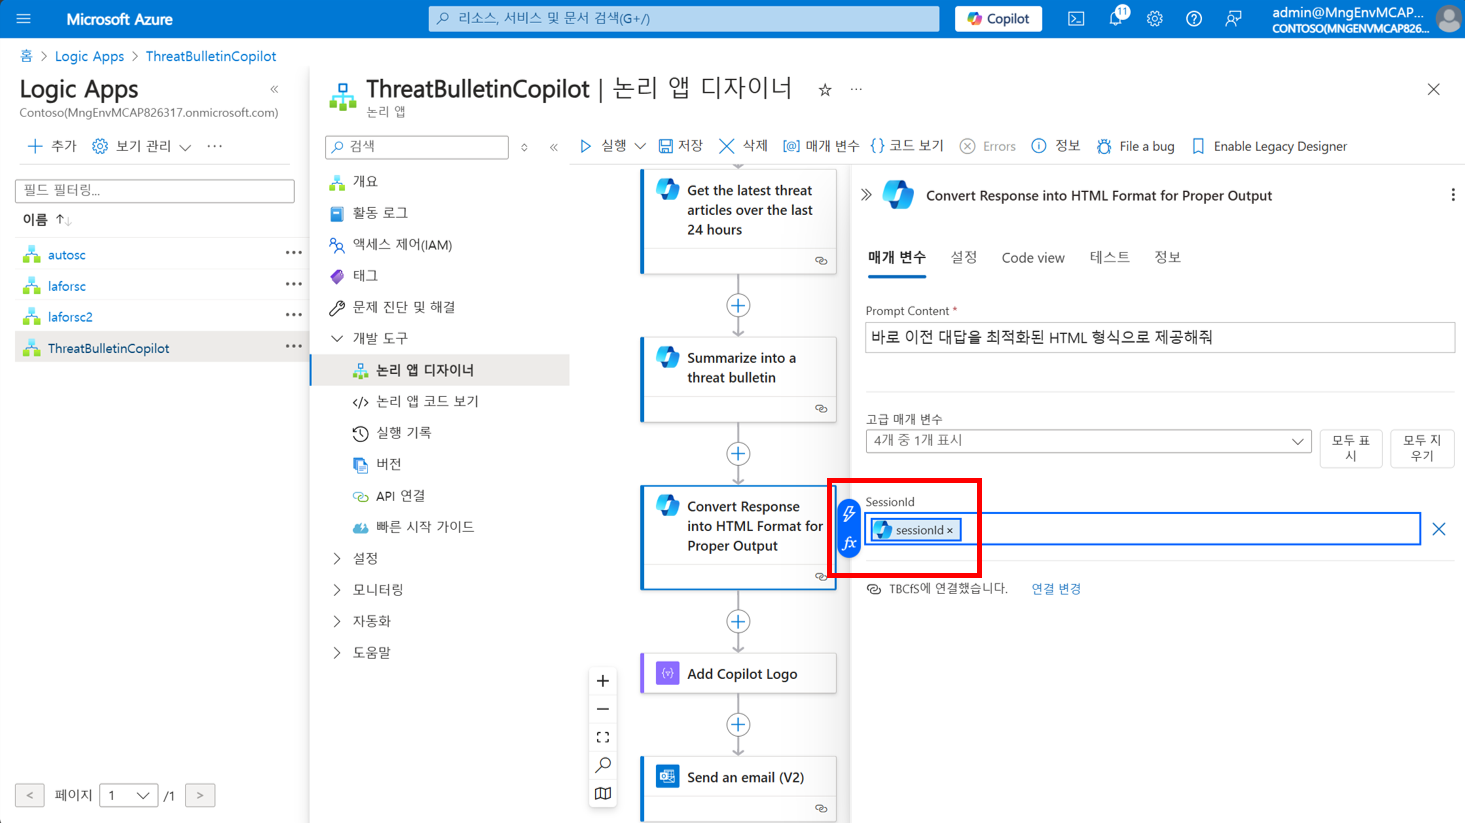 Microsoft Azure
리소스, 서비스 및 문서 검색(G+/)
Copilot
11
admin@MngEnvMCAP...
CONTOSO(MNGENVMCAP826...
홈 > Logic Apps > ThreatBulletinCopilot
Logic Apps
Contoso(MngEnvMCAP826317.onmicrosoft.com)
+ 추가
보기 관리
필드 필터링...
이름 ↑↓
autosc
laforsc
laforsc2
ThreatBulletinCopilot
< 페이지 1 /1 >
ThreatBulletinCopilot | 논리 앱 디자이너
논리 앱
검색
개요
활동 로그
액세스 제어(IAM)
태그
문제 진단 및 해결
개발 도구
논리 앱 디자이너
논리 앱 코드 보기
실행 기록
버전
API 연결
빠른 시작 가이드
설정
모니터링
자동화
도움말
실행
저장
삭제
[@] 매개 변수
{} 코드 보기
Errors
정보
File a bug
Enable Legacy Designer
Get the latest threat
articles over the last
24 hours
Summarize into a
threat bulletin
Convert Response
into HTML Format for
Proper Output
Add Copilot Logo
Send an email (V2)
Convert Response into HTML Format for Proper Output
매개 변수
설정
Code view
테스트
정보
Prompt Content *
바로 이전 대답을 최적화된 HTML 형식으로 제공해줘
고급 매개 변수
4개 중 1개 표시
모두 표
시
모두 지
우기
SessionId
fx
sessionId ×
TBCfS에 연결했습니다.
연결 변경